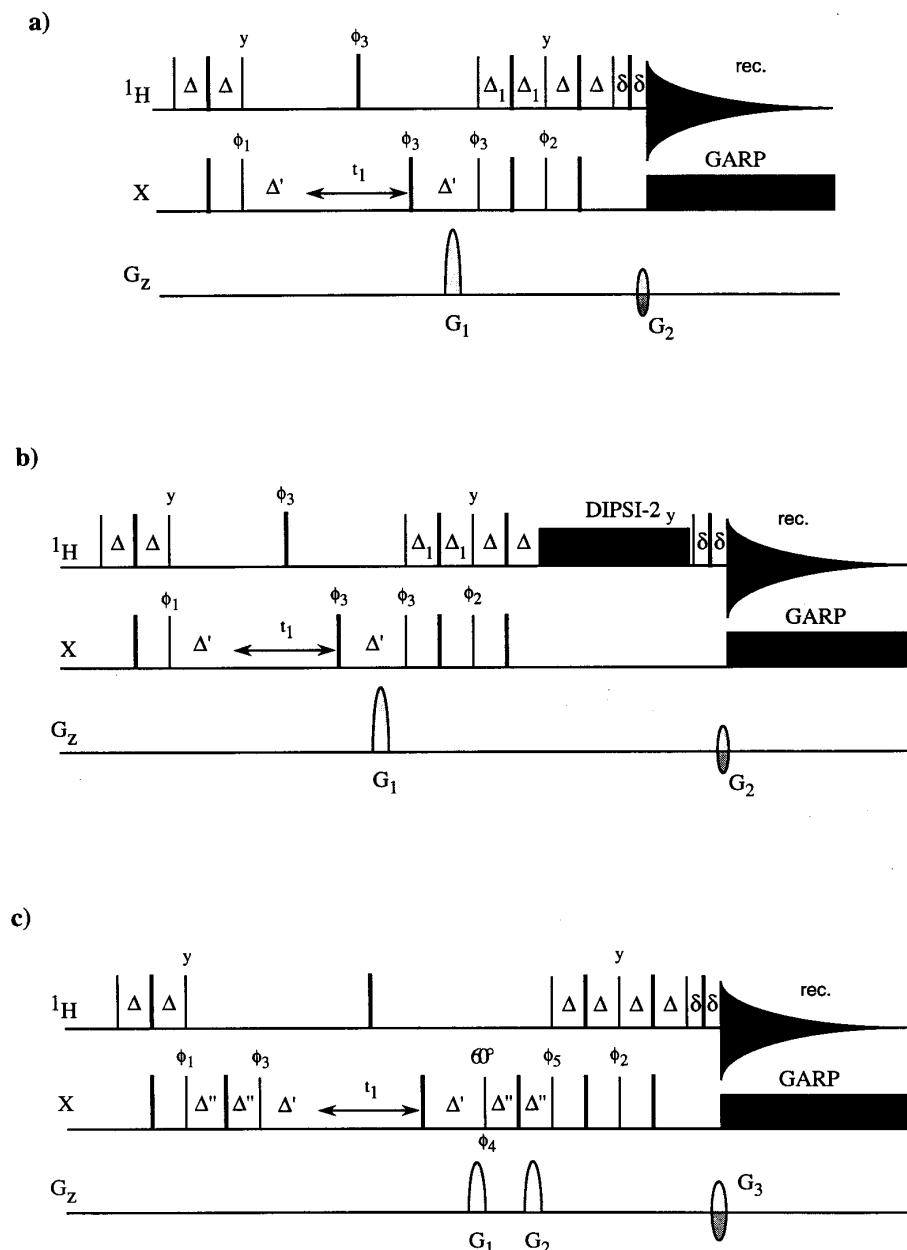 a)
y ϕ3 y
1H Δ Δ Δ1 Δ1 Δ Δ δ δ rec.
ϕ1 ϕ3 ϕ3 ϕ2 GARP
X Δ' t1 Δ'
Gz
G1 G2
b)
y ϕ3 y DIPSI-2y
1H Δ Δ Δ1 Δ1 Δ Δ δ δ rec.
ϕ1 ϕ3 ϕ3 ϕ2 GARP
X Δ' t1 Δ'
Gz
G1 G2
c)
y y
1H Δ Δ Δ Δ Δ Δ δ δ rec.
ϕ1 ϕ3 60° ϕ5 ϕ2 GARP
X Δ" Δ" Δ' t1 Δ' Δ" Δ"
ϕ4
Gz G3
G1 G2